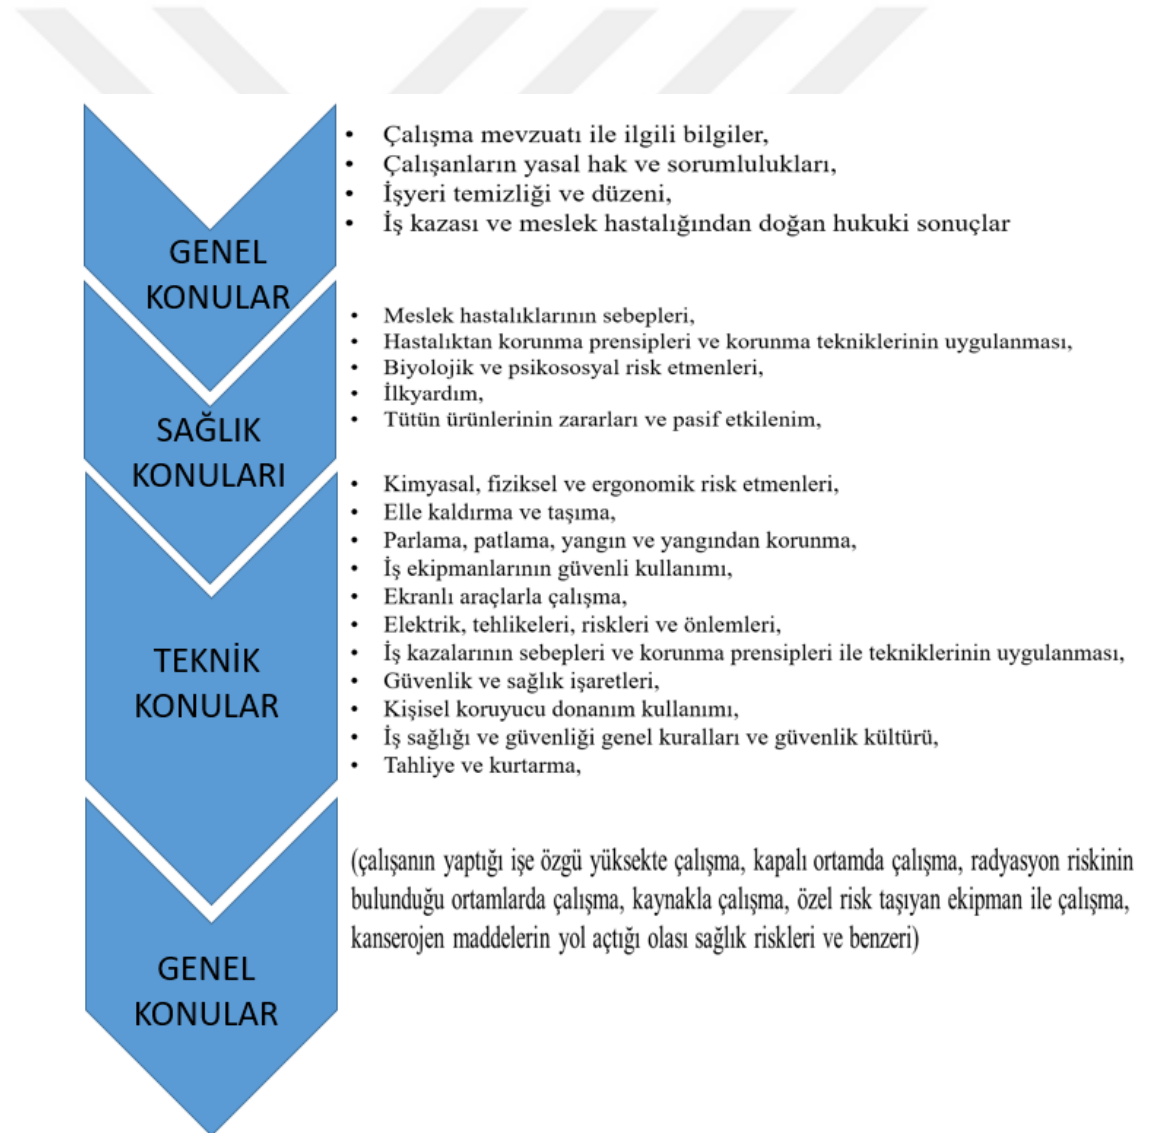 GENEL
KONULAR
• Çalışma mevzuatı ile ilgili bilgiler,
• Çalışanların yasal hak ve sorumlulukları,
• İşyeri temizliği ve düzeni,
• İş kazası ve meslek hastalığından doğan hukuki sonuçlar
SAĞLIK
KONULARI
• Meslek hastalıklarının sebepleri,
• Hastalıktan korunma prensipleri ve korunma tekniklerinin uygulanması,
• Biyolojik ve psikososyal risk etmenleri,
• İlkyardım,
• Tütün ürünlerinin zararları ve pasif etkilenim,
TEKNİK
KONULAR
• Kimyasal, fiziksel ve ergonomik risk etmenleri,
• Elle kaldırma ve taşıma,
• Parlama, patlama, yangın ve yangından korunma,
• İş ekipmanlarının güvenli kullanımı,
• Ekranlı araçlarla çalışma,
• Elektrik, tehlikeleri, riskleri ve önlemleri,
• İş kazalarının sebepleri ve korunma prensipleri ile tekniklerinin uygulanması,
• Güvenlik ve sağlık işaretleri,
• Kişisel koruyucu donanım kullanımı,
• İş sağlığı ve güvenliği genel kuralları ve güvenlik kültürü,
• Tahliye ve kurtarma,
GENEL
KONULAR
(çalışanın yaptığı işe özgü yüksekte çalışma, kapalı ortamda çalışma, radyasyon riskinin
bulunduğu ortamlarda çalışma, kaynakla çalışma, özel risk taşıyan ekipman ile çalışma,
kanserojen maddelerin yol açtığı olası sağlık riskleri ve benzeri)